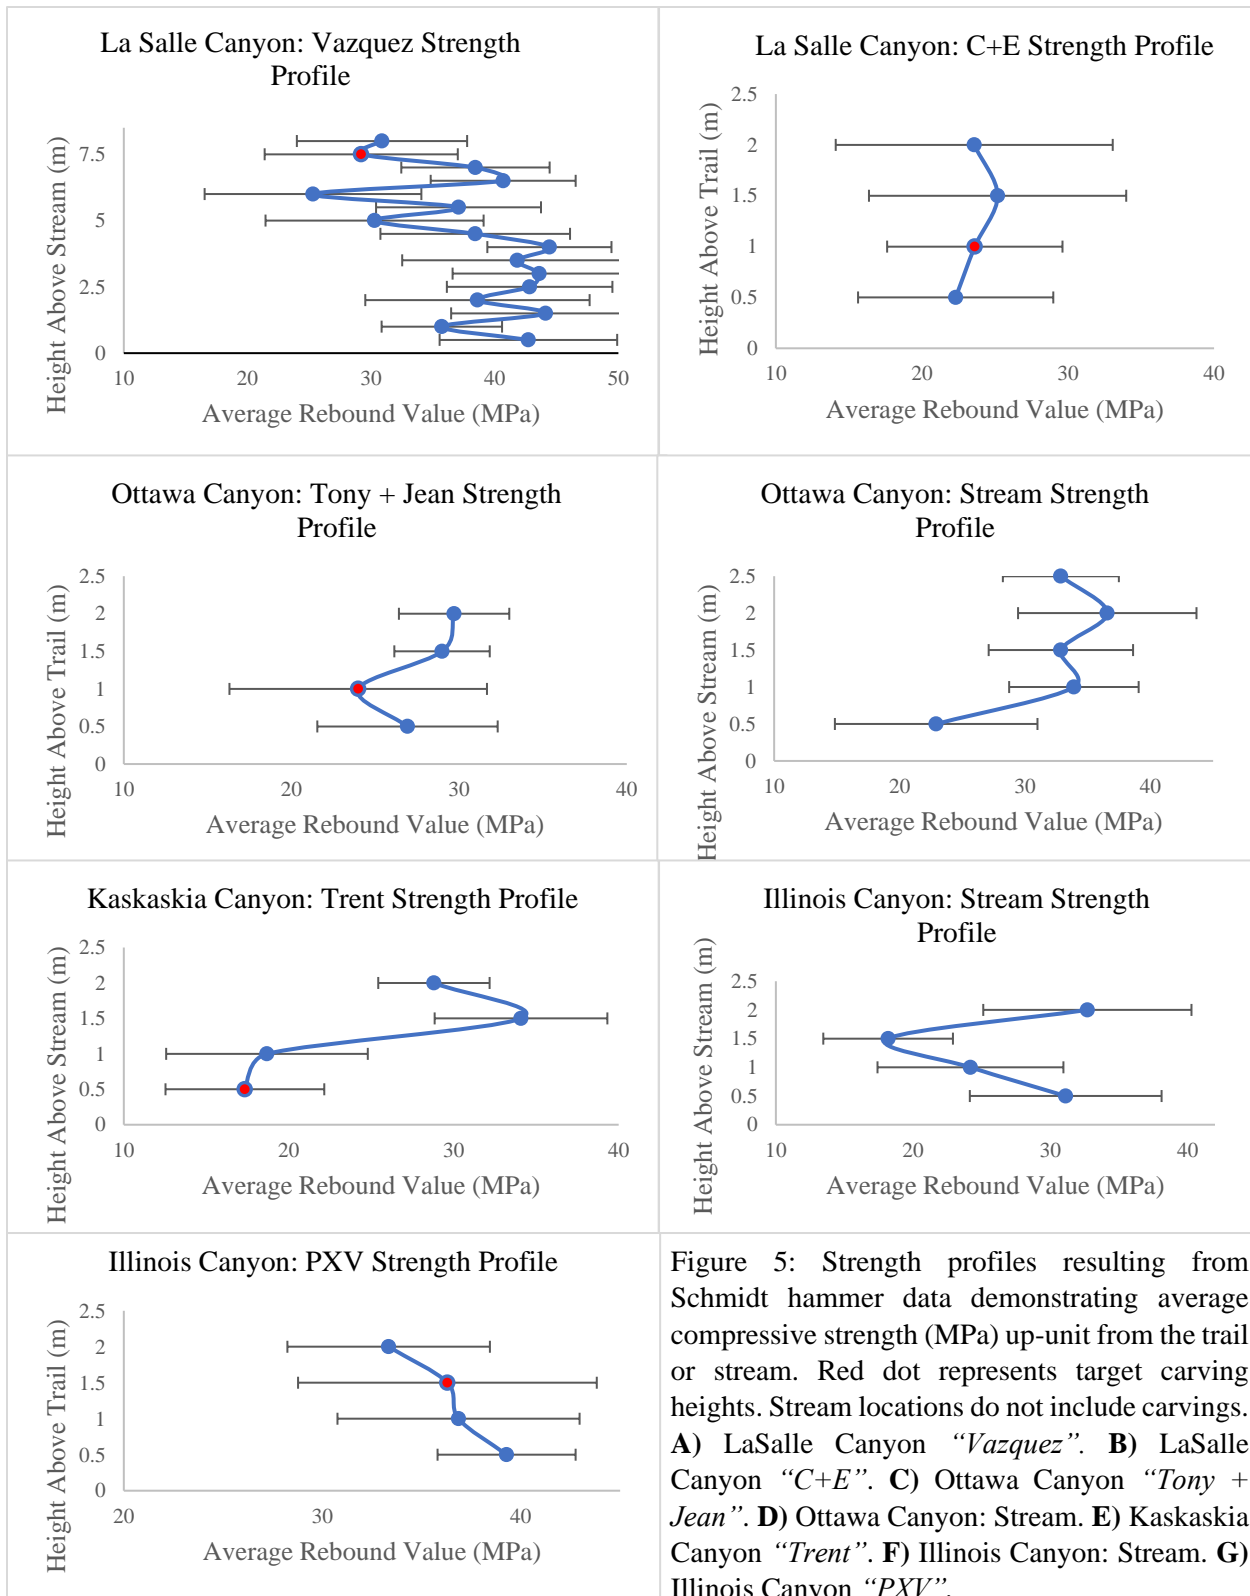 La Salle Canyon: Vazquez Strength
Profile
Height Above Stream (m)
7.5
5
2.5
0
10
20
30
40
50
Average Rebound Value (MPa)
La Salle Canyon: C+E Strength Profile
Height Above Trail (m)
2.5
2
1.5
1
0.5
0
10
20
30
40
Average Rebound Value (MPa)
Ottawa Canyon: Tony + Jean Strength
Profile
Height Above Trail (m)
2.5
2
1.5
1
0.5
0
10
20
30
40
Average Rebound Value (MPa)
Ottawa Canyon: Stream Strength
Profile
Height Above Stream (m)
2.5
2
1.5
1
0.5
0
10
20
30
40
Average Rebound Value (MPa)
Kaskaskia Canyon: Trent Strength Profile
Height Above Stream (m)
2.5
2
1.5
1
0.5
0
10
20
30
40
Average Rebound Value (MPa)
Illinois Canyon: Stream Strength
Profile
Height Above Stream (m)
2.5
2
1.5
1
0.5
0
10
20
30
40
Average Rebound Value (MPa)
Illinois Canyon: PXV Strength Profile
Height Above Trail (m)
2.5
2
1.5
1
0.5
0
20
30
40
Average Rebound Value (MPa)
Figure 5: Strength profiles resulting from
Schmidt hammer data demonstrating average
compressive strength (MPa) up-unit from the trail
or stream. Red dot represents target carving
heights. Stream locations do not include carvings.
A) LaSalle Canyon “Vazquez”. B) LaSalle
Canyon “C+E”. C) Ottawa Canyon “Tony +
Jean”. D) Ottawa Canyon: Stream. E) Kaskaskia
Canyon “Trent”. F) Illinois Canyon: Stream. G)
Illinois Canyon “PXV”.